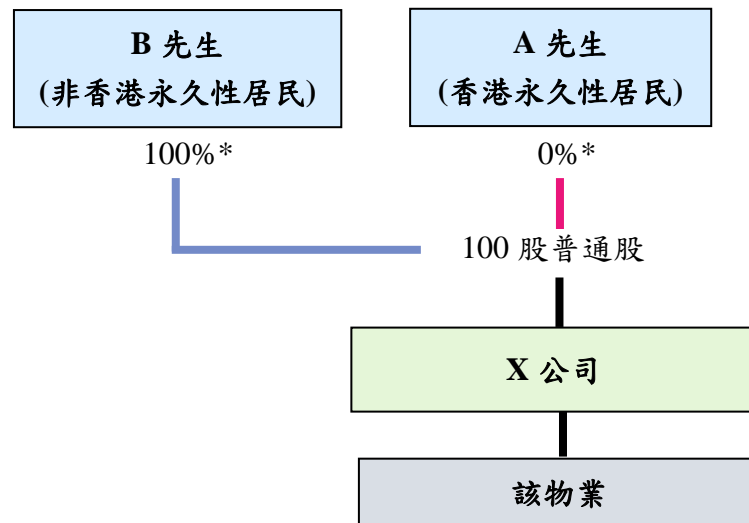 B 先生
(非香港永久性居民)
A 先生
(香港永久性居民)
100%*
0%*
100 股普通股
X 公司
該物業